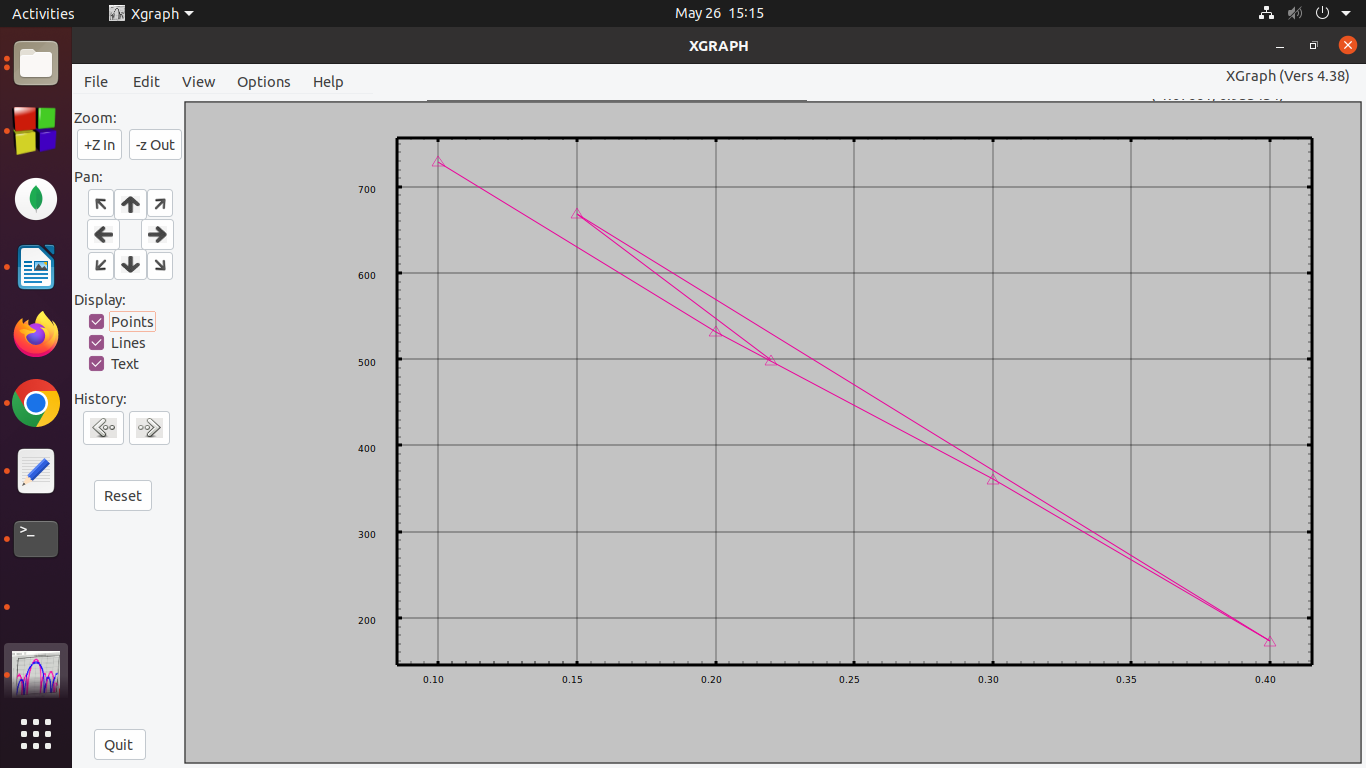 Activities
Xgraph
May 26 15:15
XGRAPH
File Edit View Options Help
XGraph (Vers 4.38)
Zoom:
+Z In -z Out
Pan:
Display:
Points
Lines
Text
History:
Reset
Quit
700
600
500
400
300
200
0.10 0.15 0.20 0.25 0.30 0.35 0.40
>_